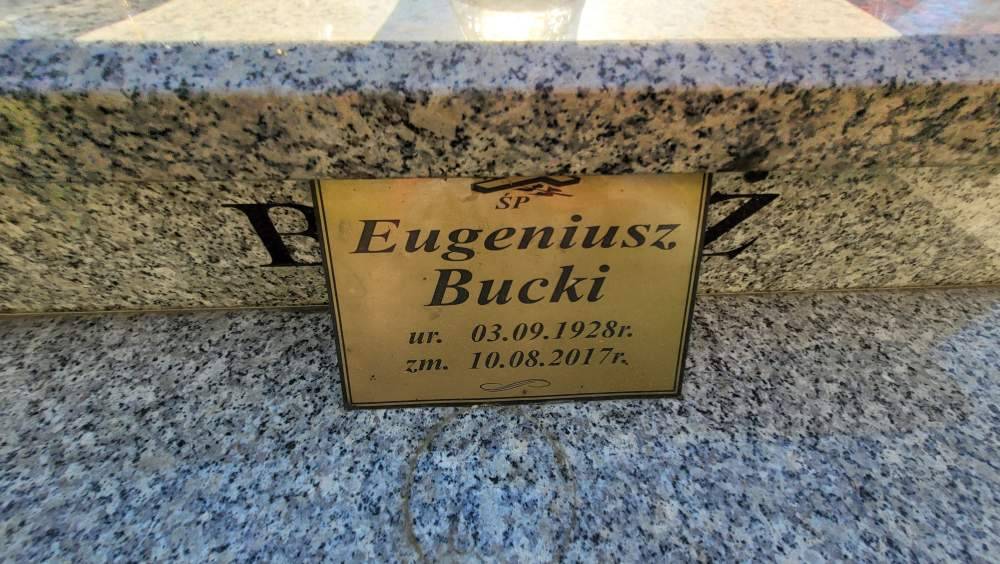 ŚP
Eugeniusz
Bucki
ur. 03.09.1928r.
zm. 10.08.2017r.